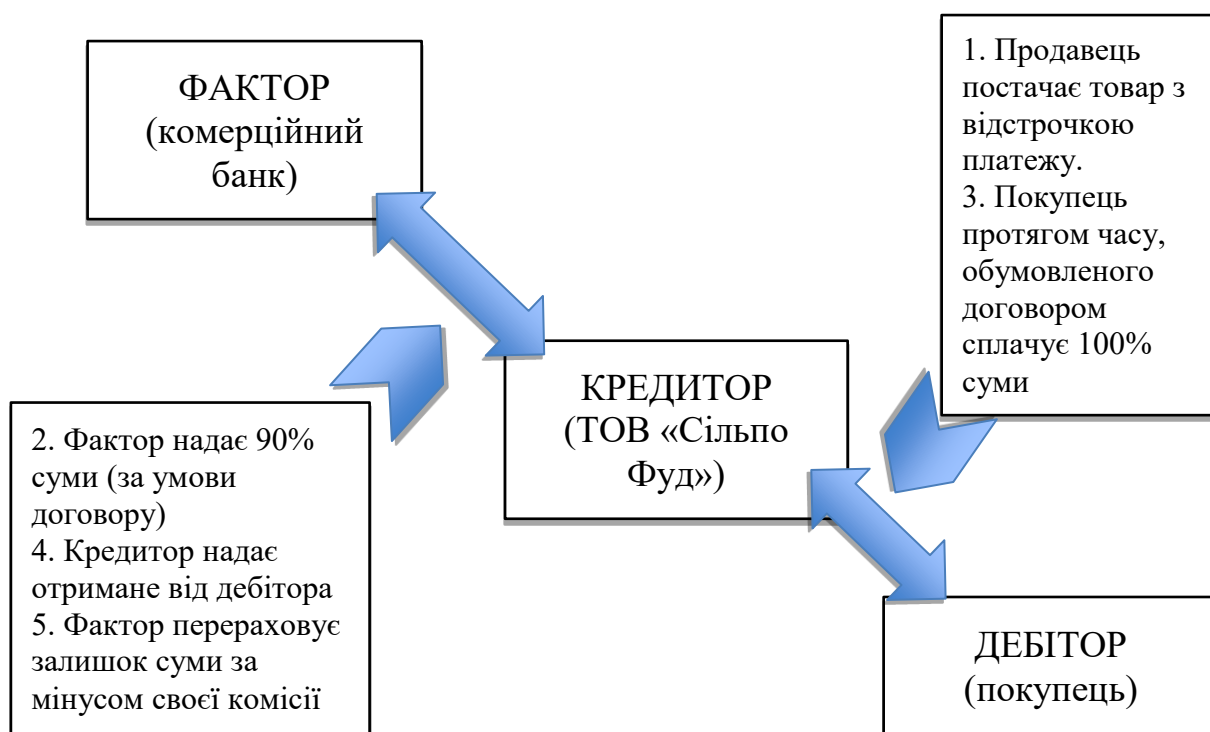 ФАКТОР
(комерційний
банк)
1. Продавець
постачає товар з
відстрочкою
платежу.
3. Покупець
протягом часу,
обумовленого
договором
сплачує 100%
суми
КРЕДИТОР
(ТОВ «Сільпо
Фуд»)
2. Фактор надає 90%
суми (за умови
договору)
4. Кредитор надає
отримане від дебітора
5. Фактор перераховує
залишок суми за
мінусом своєї комісії
ДЕБІТОР
(покупець)